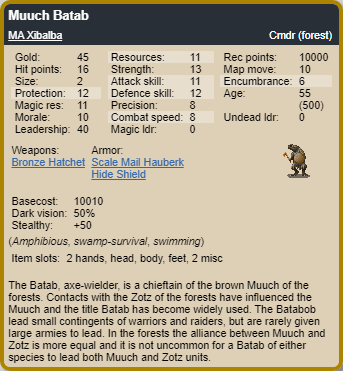 Muuch Batab
MA Xibalba Cmdr (forest)
Gold: 45 Resources: 11 Rec points: 10000
Hit points: 16 Strength: 13 Map move: 10
Size: 2 Attack skill: 11 Encumbrance: 6
Protection: 12 Defence skill: 12 Age: 55
Magic res: 11 Precision: 8 (500)
Morale: 10 Combat speed: 8 Undead ldr: 0
Leadership: 40 Magic ldr: 0
Weapons: Armor:
Bronze Hatchet Scale Mail Hauberk
Hide Shield
Basecost: 10010
Dark vision: 50%
Stealthy: +50
(Amphibious, swamp-survival, swimming)
Item slots: 2 hands, head, body, feet, 2 misc
The Batab, axe-wielder, is a chieftain of the brown Muuch of the
forests. Contacts with the Zotz of the forests have influenced the
Muuch and the title Batab has become widely used. The Batabob
lead small contingents of warriors and raiders, but are rarely given
large armies to lead. In the forests the alliance between Muuch and
Zotz is more equal and it is not uncommon for a Batab of either
species to lead both Muuch and Zotz units.